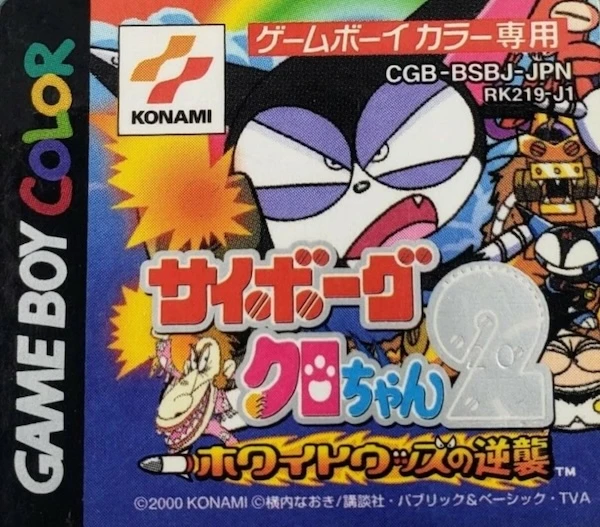 GAME BOY COLOR
KONAMI
ゲームボーイ カラー専用
CGB-BSBJ-JPN
RK219-J1
サイボーグ
クロちゃん2
ホワイトウッズの逆襲 TM
©2000 KONAMI ©横内なおき/講談社・パブリック&ベーシック・TVA